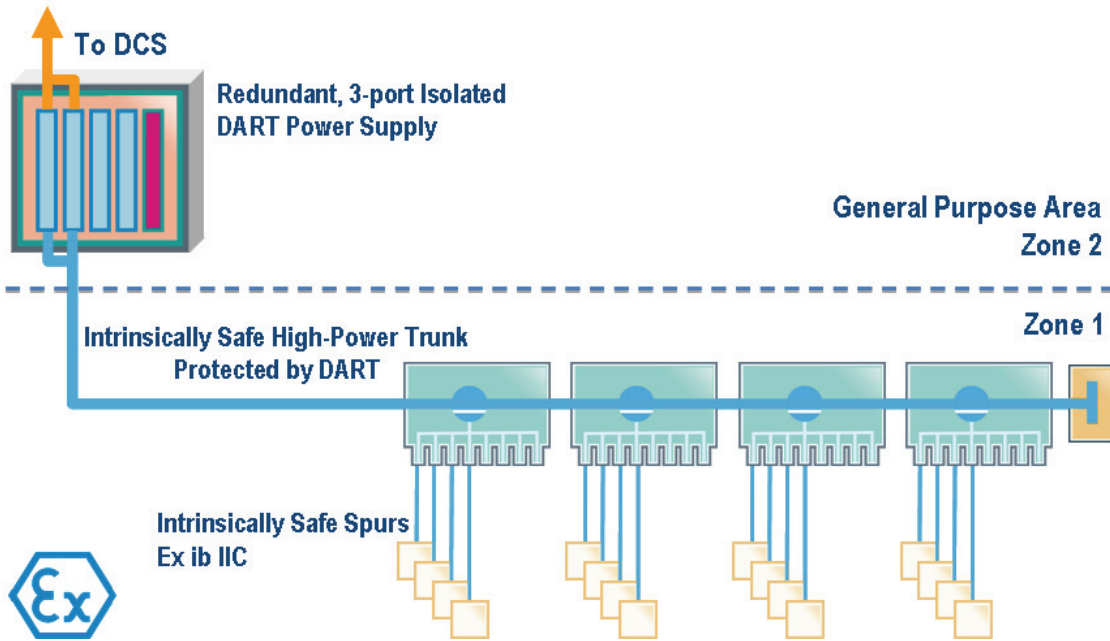 To DCS
Redundant, 3-port Isolated
DART Power Supply
General Purpose Area
Zone 2
Zone 1
Intrinsically Safe High-Power Trunk
Protected by DART
Intrinsically Safe Spurs
Ex ib IIC
Ex